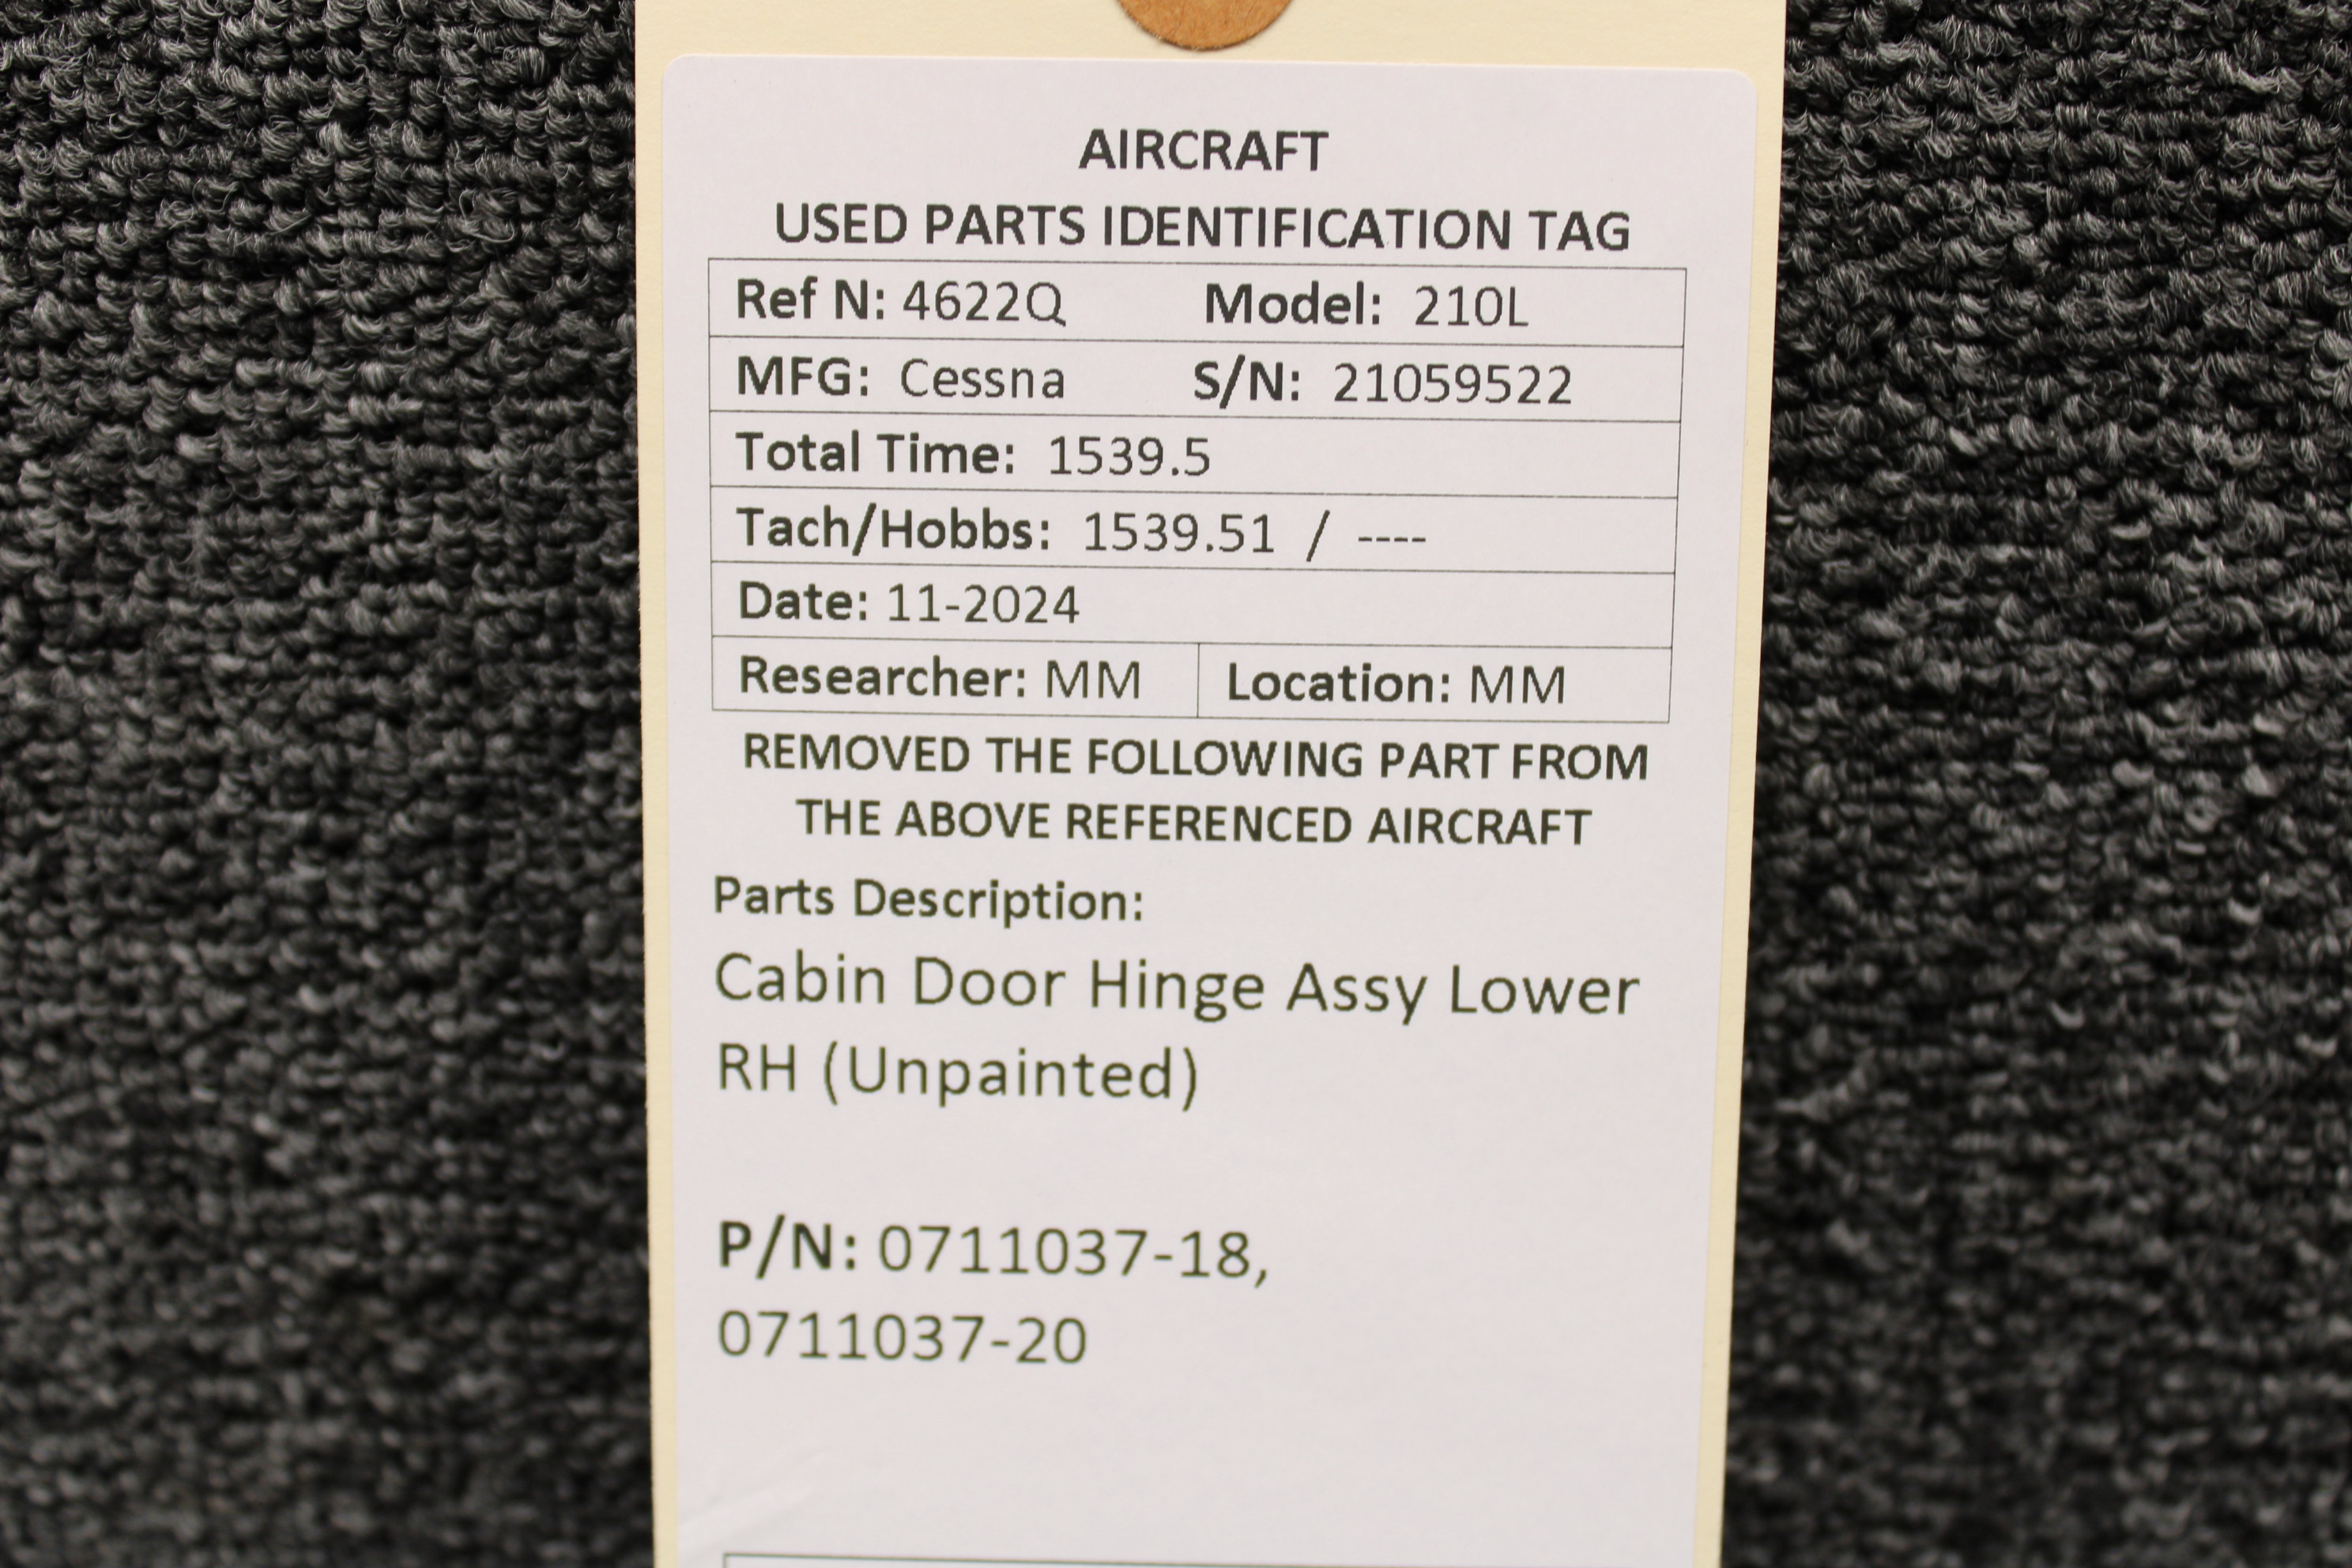 AIRCRAFT
USED PARTS IDENTIFICATION TAG
Ref N: 4622Q Model: 210L
MFG: Cessna S/N: 21059522
Total Time: 1539.5
Tach/Hobbs: 1539.51 / ----
Date: 11-2024
Researcher: MM Location: MM
REMOVED THE FOLLOWING PART FROM
THE ABOVE REFERENCED AIRCRAFT
Parts Description:
Cabin Door Hinge Assy Lower
RH (Unpainted)
P/N: 0711037-18,
0711037-20